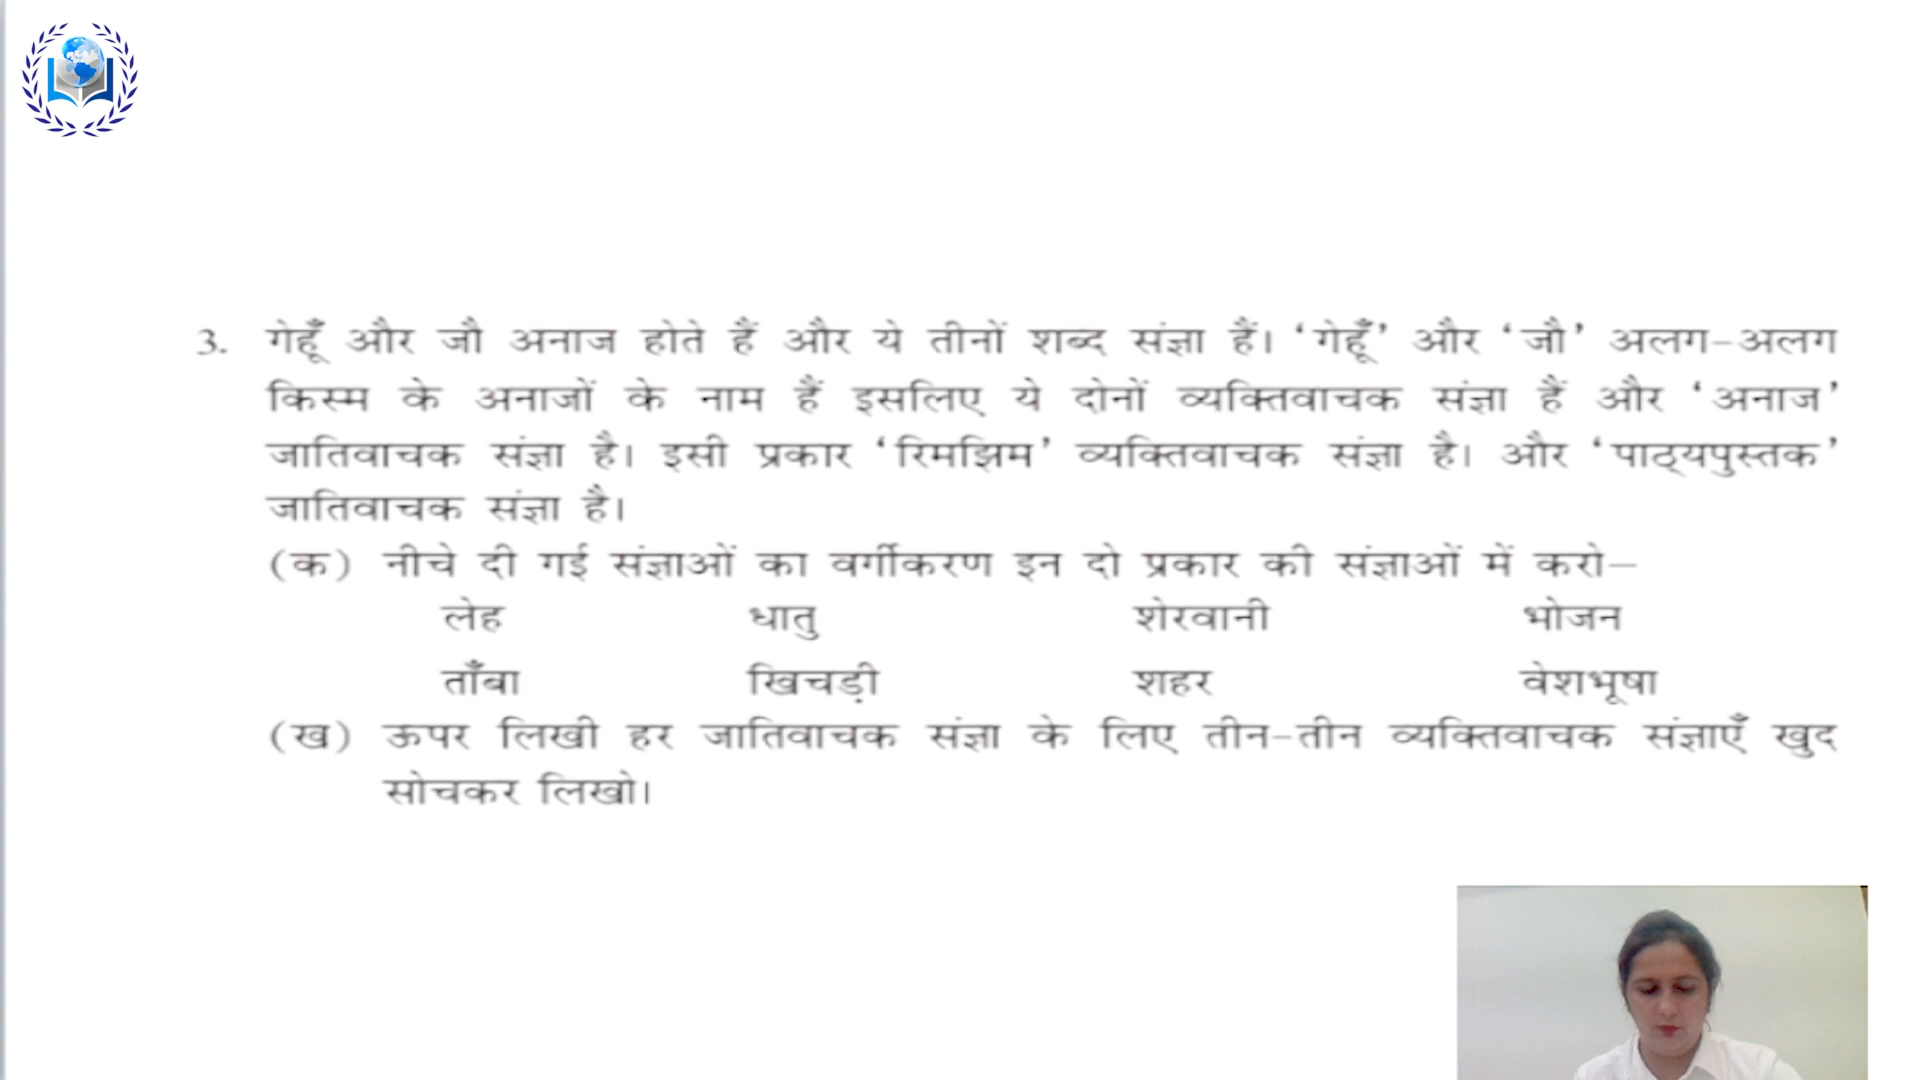 3. गेहूँ और जौ अनाज होते हैं और ये तीनों शब्द संज्ञा हैं। ‘गेहूँ’ और ‘जौ’ अलग-अलग
किस्म के अनाजों के नाम हैं इसलिए ये दोनों व्यक्तिवाचक संज्ञा हैं और ‘अनाज’
जातिवाचक संज्ञा है। इसी प्रकार ‘रिमझिम’ व्यक्तिवाचक संज्ञा है। और ‘पाठ्यपुस्तक’
जातिवाचक संज्ञा है।
(क) नीचे दी गई संज्ञाओं का वर्गीकरण इन दो प्रकार की संज्ञाओं में करो–
लेह धातु शेरवानी भोजन
ताँबा खिचड़ी शहर वेशभूषा
(ख) ऊपर लिखी हर जातिवाचक संज्ञा के लिए तीन-तीन व्यक्तिवाचक संज्ञाएँ खुद
सोचकर लिखो।